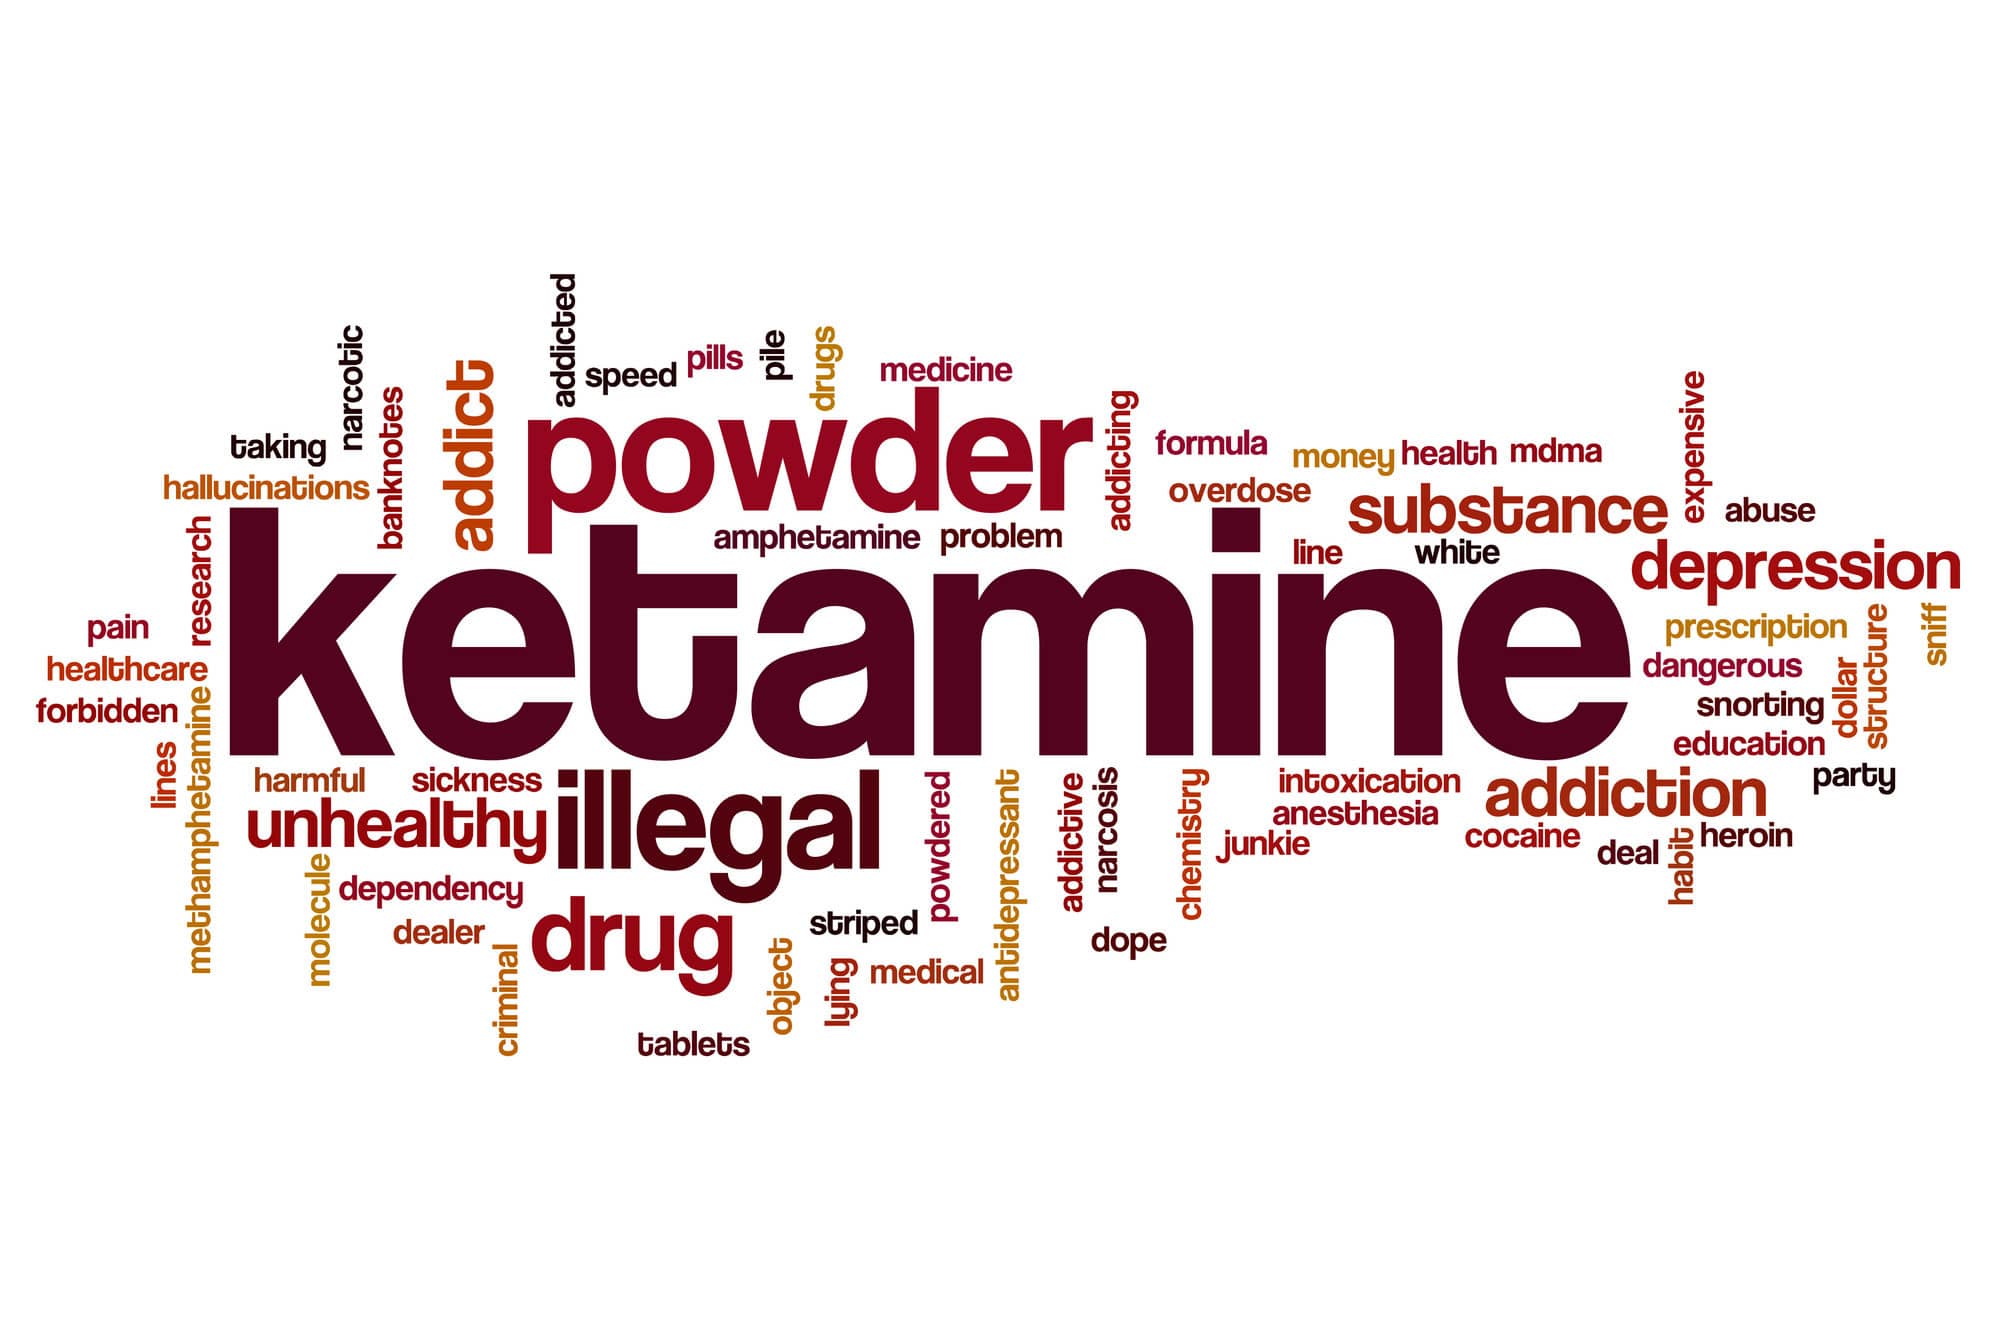 addicted
narcotic
speed
pills
pile
drugs
medicine
addict
banknotes
taking
hallucinations
powder
addicting
formula
money
health
mdma
expensive
overdose
substance
abuse
amphetamine
problem
line
white
depression
research
ketamine
pain
healthcare
forbidden
prescription
structure
sniff
dangerous
dollar
snorting
education
party
lines
methamphetamine
harmful
sickness
unhealthy
illegal
powdered
antidepressant
addictive
narcosis
chemistry
intoxication
anesthesia
junkie
addiction
cocaine
deal
habit
heroin
molecule
dependency
dealer
criminal
drug
striped
object
lying
medical
dope
tablets